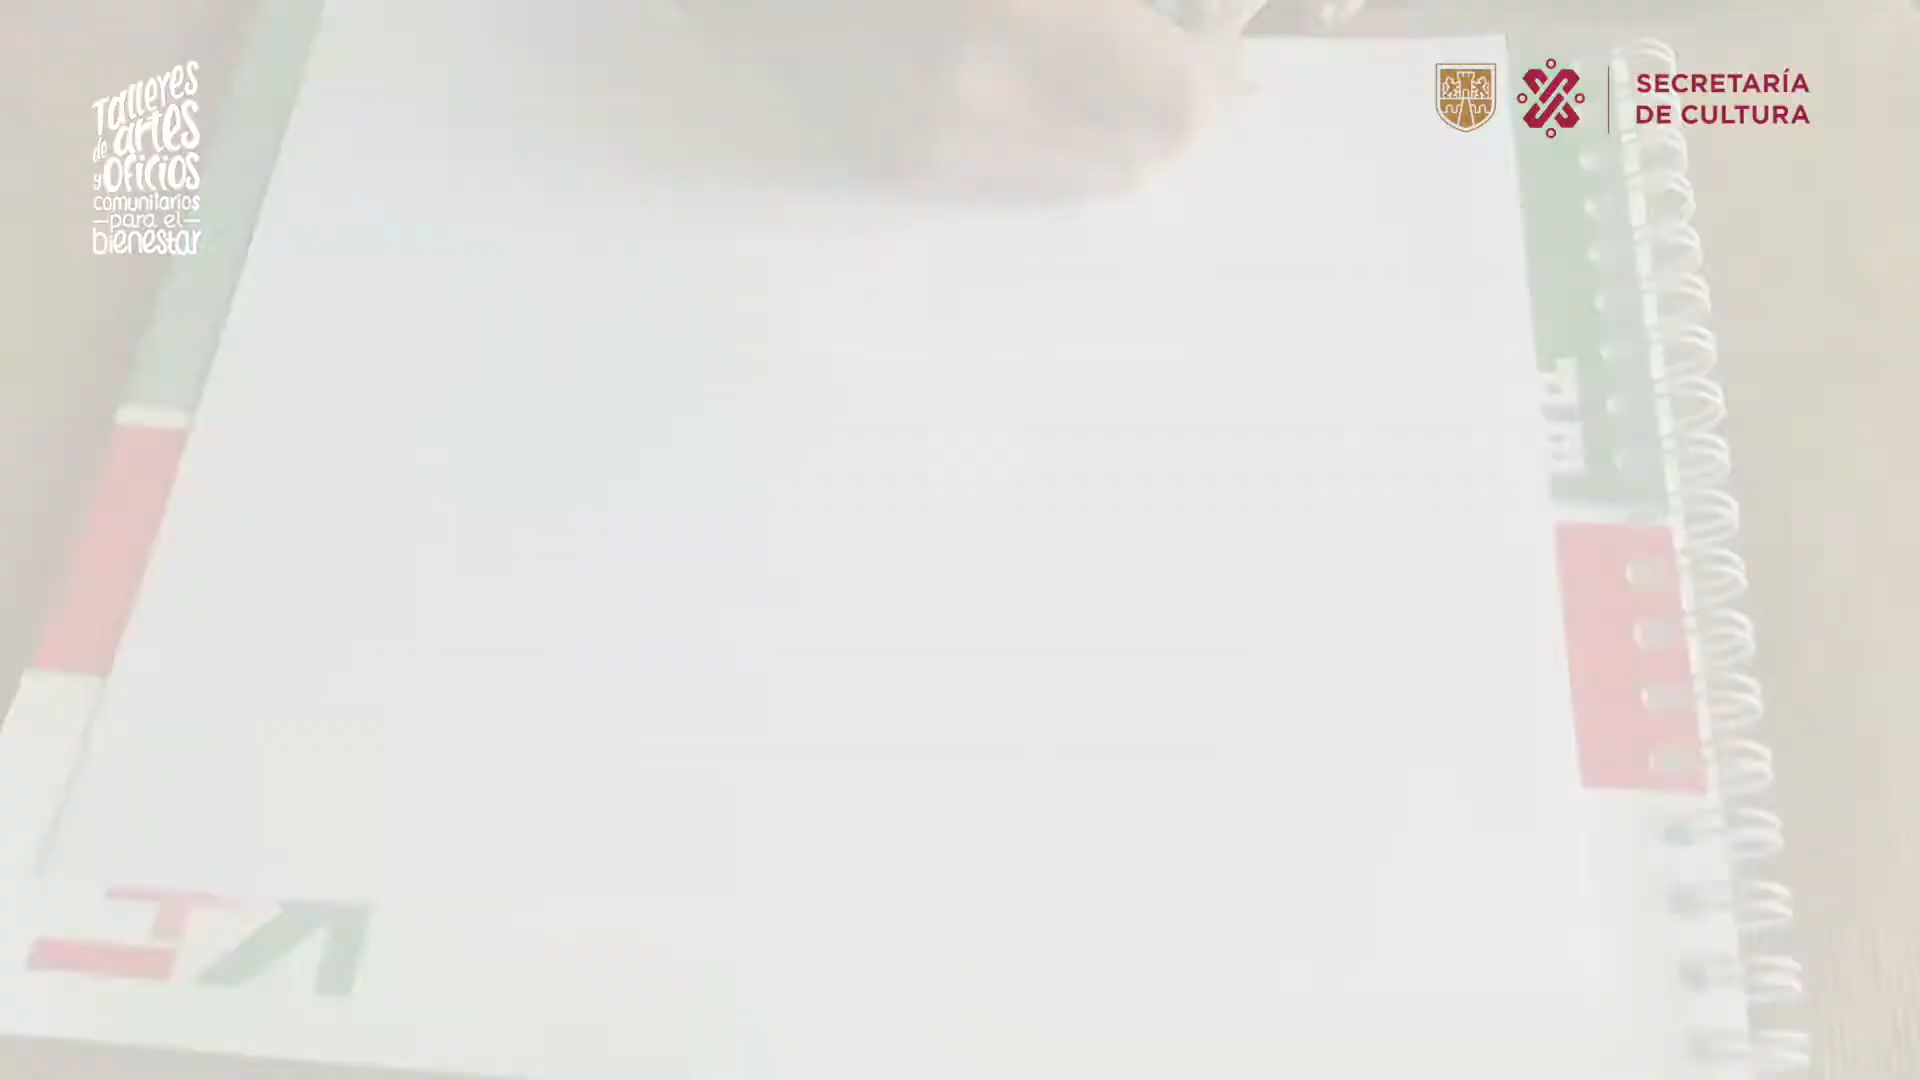 Talleres
de artes
y oficios
comunitarios
para el
bienestar
SECRETARÍA
DE CULTURA